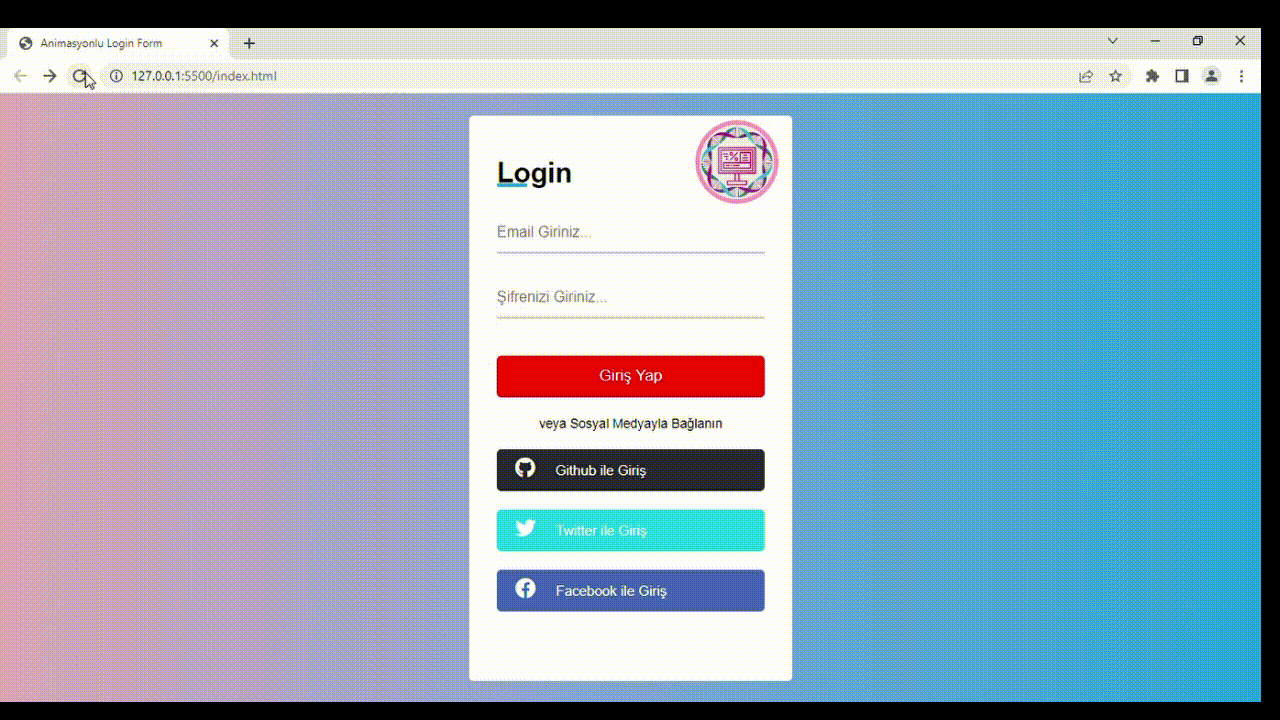 Animasyonlu Login Form
127.0.0.1:5500/index.html
Login
Email Giriniz...
Şifrenizi Giriniz...
Giriş Yap
veya Sosyal Medyayla Bağlanın
Github ile Giriş
Twitter ile Giriş
Facebook ile Giriş